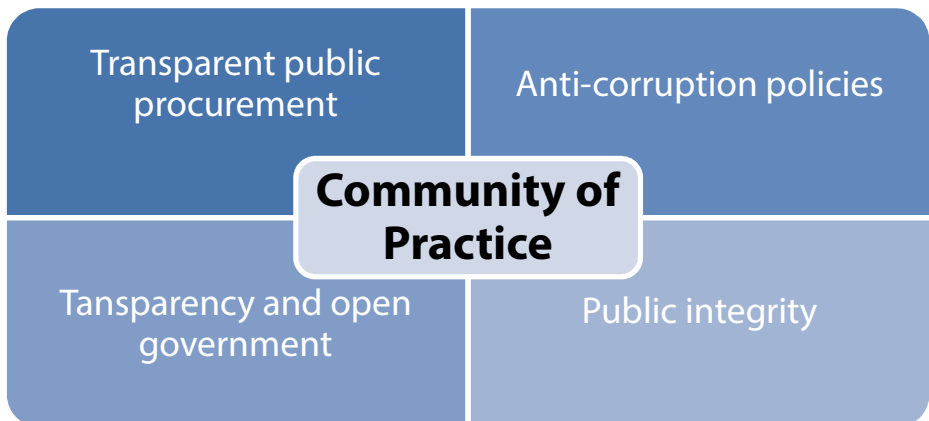 Transparent public
procurement
Anti-corruption policies
Community of
Practice
Tansparency and open
government
Public integrity